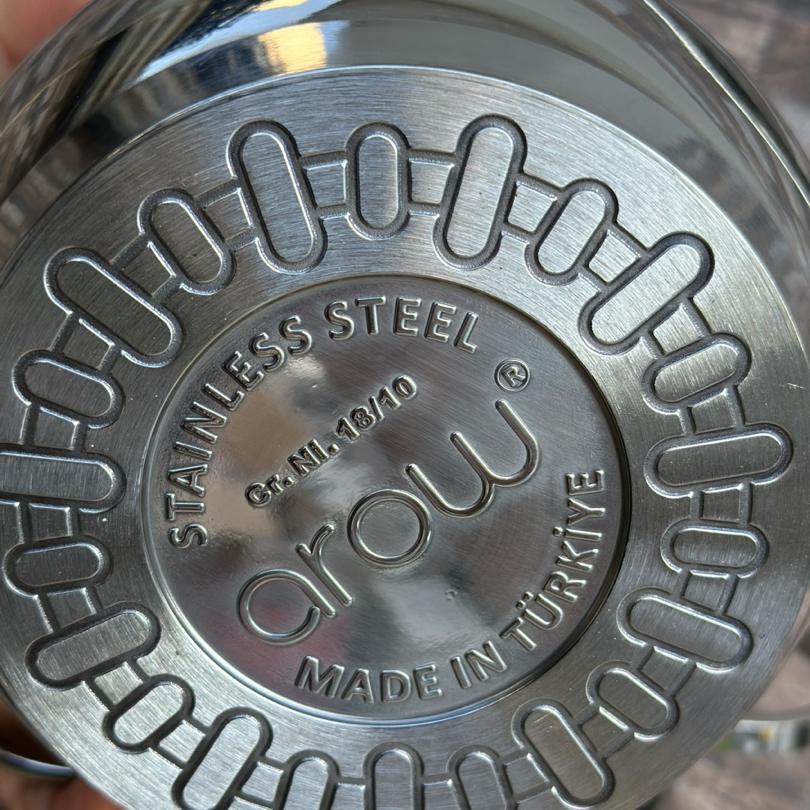 STAINLESS STEEL
Cr. Ni. 18/10
arow®
MADE IN TÜRKİYE